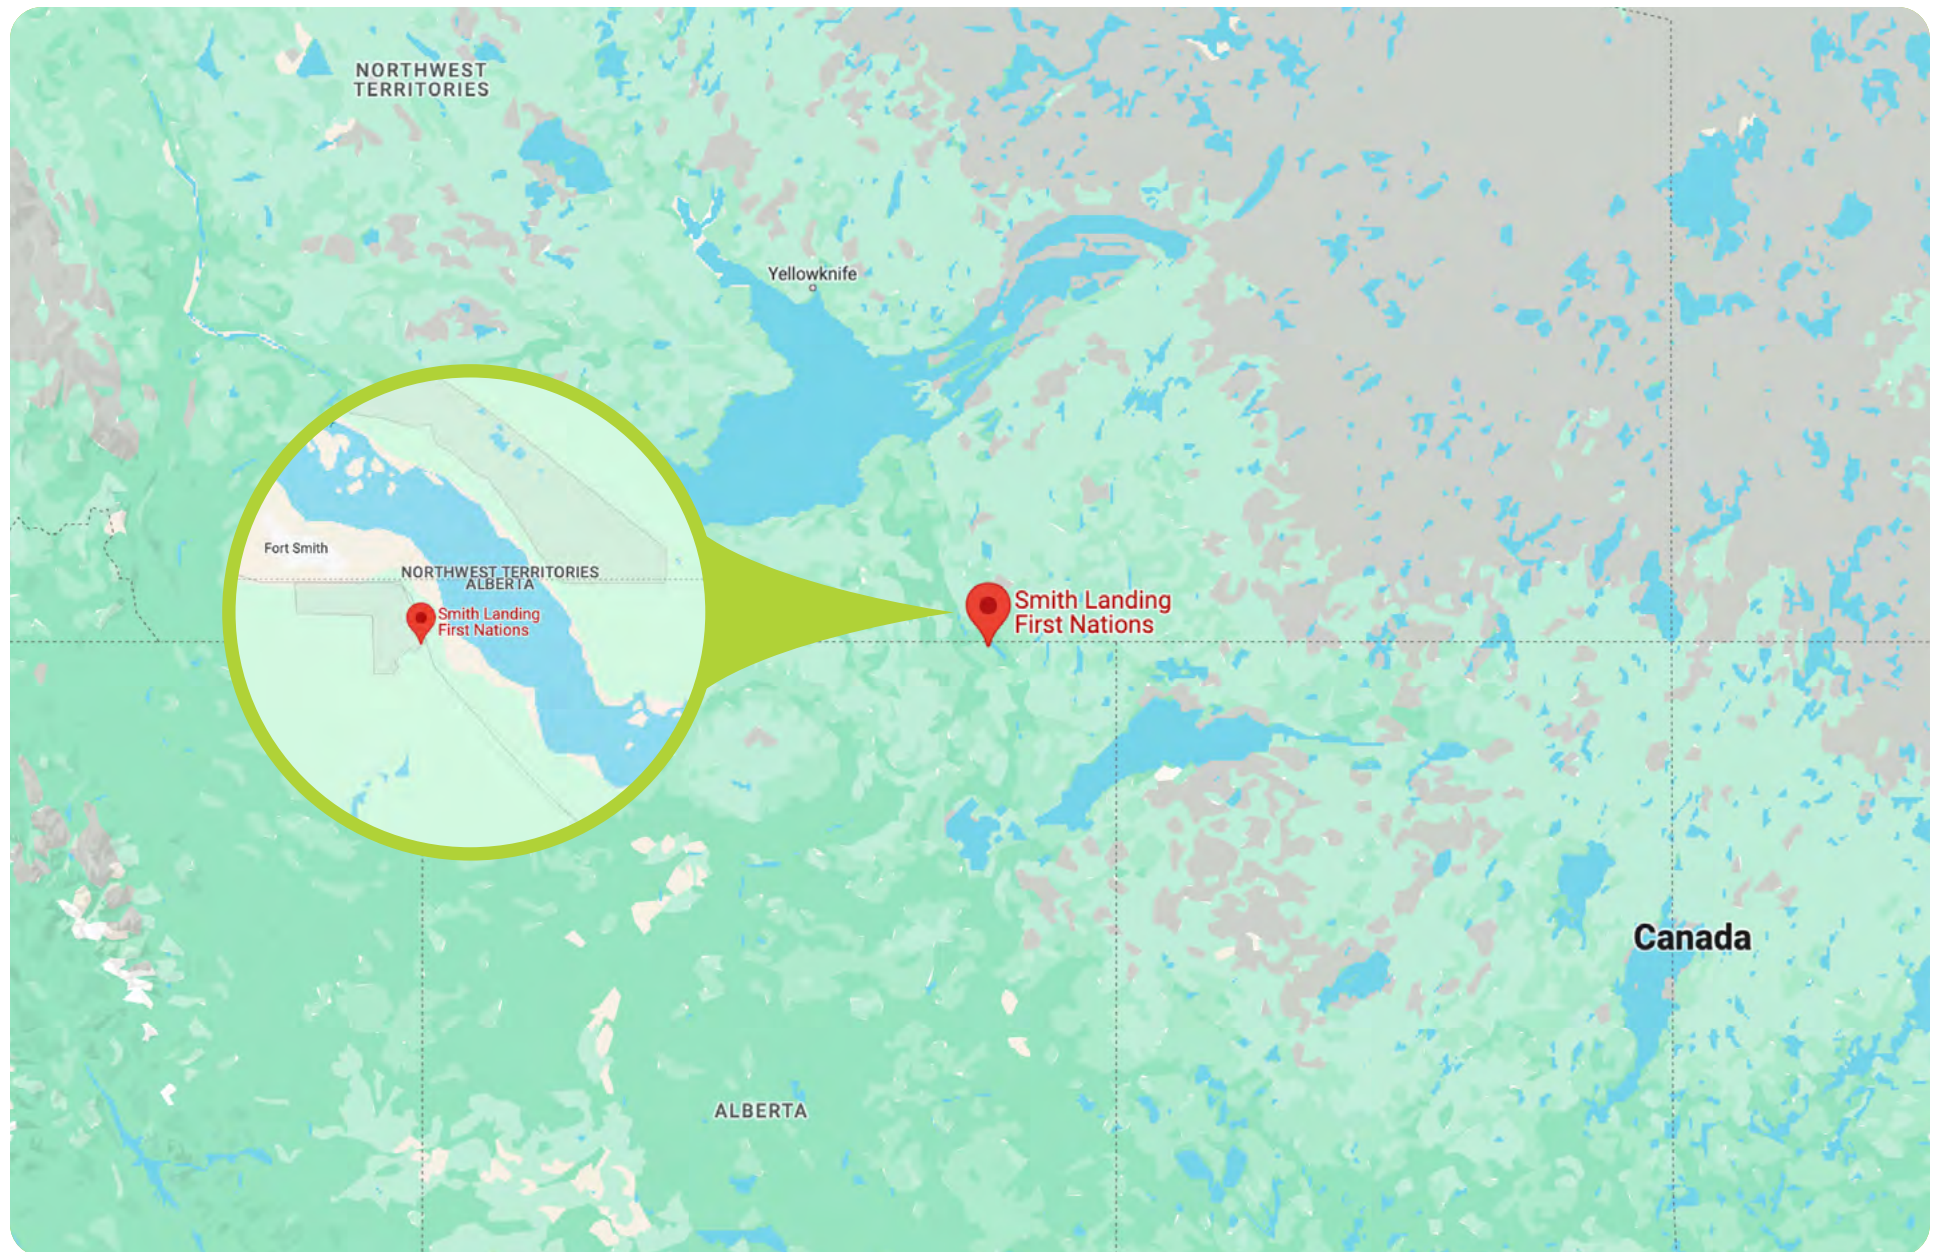 NORTHWEST
TERRITORIES
Yellowknife
Fort Smith
NORTHWEST TERRITORIES
ALBERTA
Smith Landing
First Nations
Smith Landing
First Nations
Canada
ALBERTA